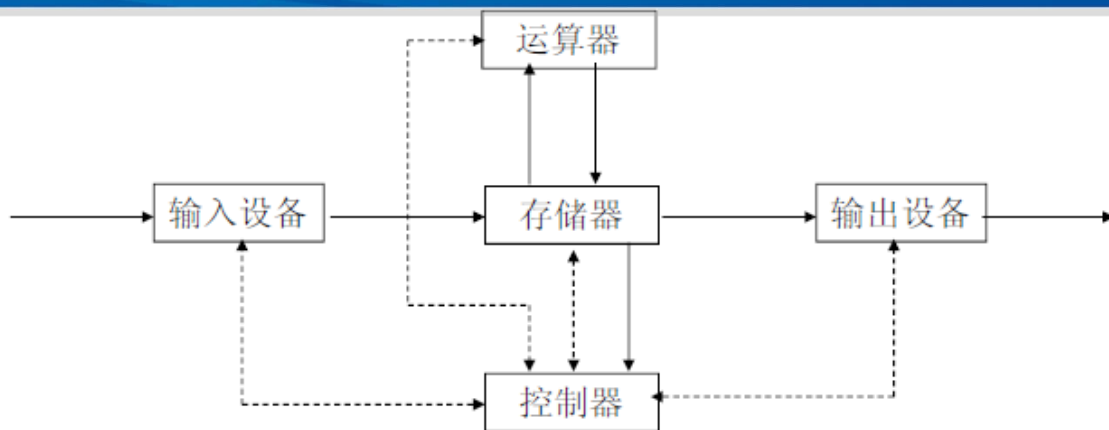 运算器
输入设备
存储器
输出设备
控制器